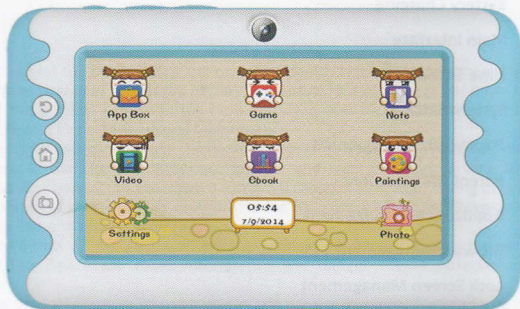 App Box
Game
Note
Video
Ebook
Paintings
Settings
05:54
7/9/2014
Photo